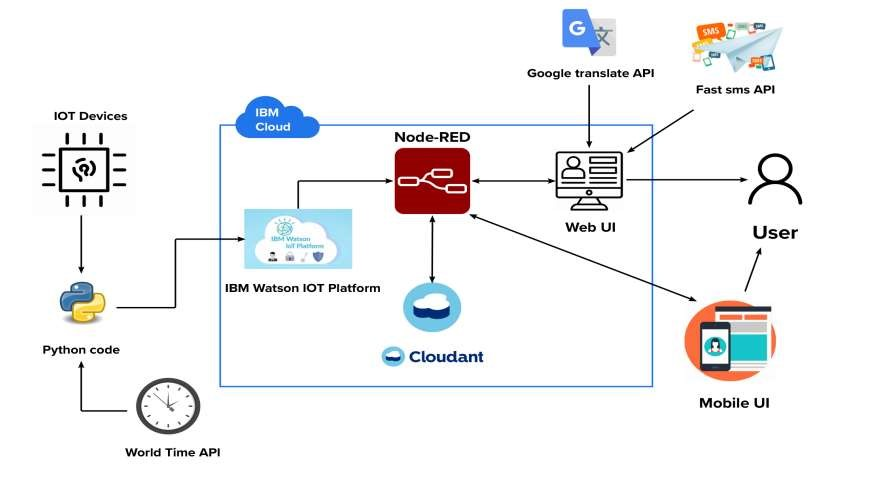 Google translate API
Fast sms API
SMS
G
IOT Devices
IBM
Cloud
Node-RED
IBM Watson
IoT Platform
Web UI
User
IBM Watson IOT Platform
Python code
Cloudant
Mobile UI
World Time API